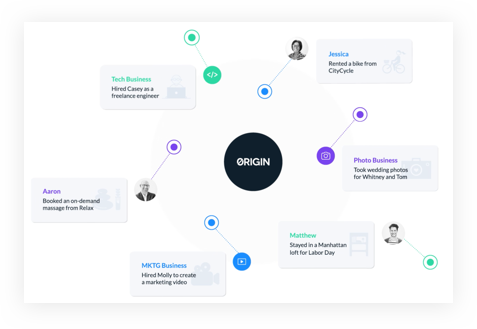 Jessica
Rented a bike from
CityCycle
Tech Business
Hired Casey as a
freelance engineer
</>
0RIGIN
Photo Business
Took wedding photos
for Whitney and Tom
Aaron
Booked an on-demand
massage from Relax
Matthew
Stayed in a Manhattan
loft for Labor Day
MKTG Business
Hired Molly to create
a marketing video